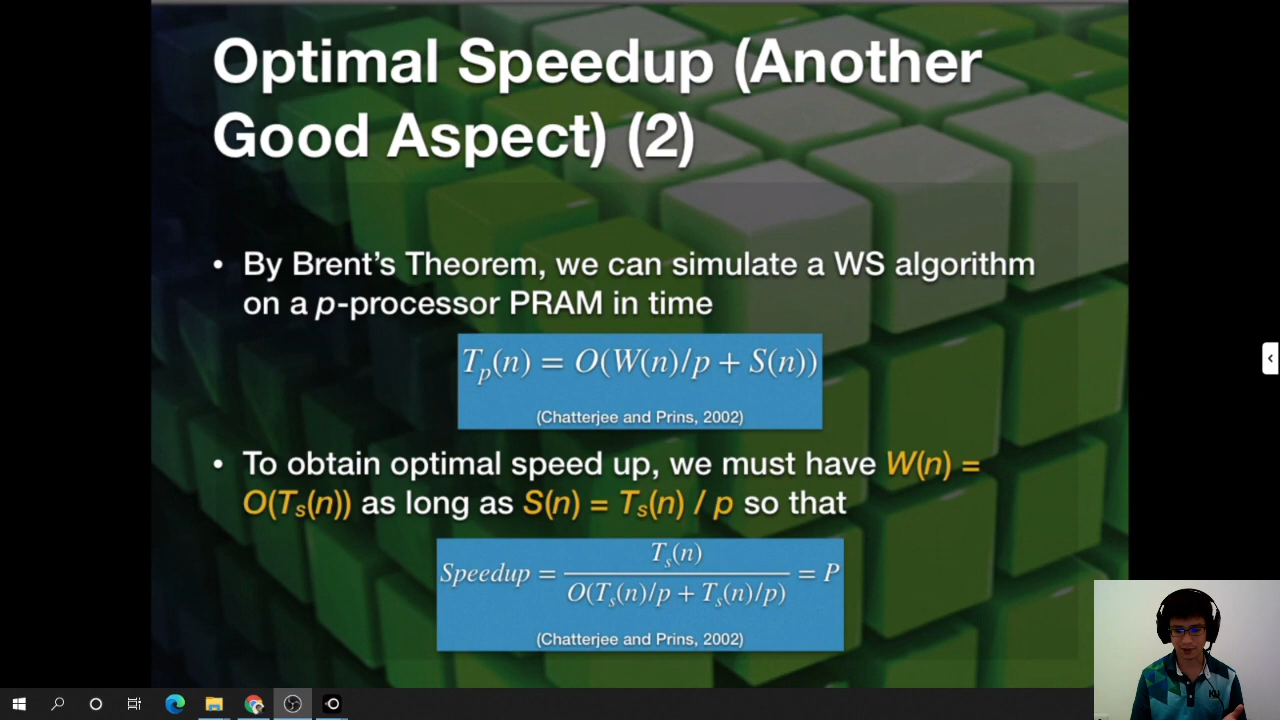 Optimal Speedup (Another
Good Aspect) (2)
• By Brent's Theorem, we can simulate a WS algorithm
on a p-processor PRAM in time
Tₚ(n) = O(W(n)/p + S(n))
(Chatterjee and Prins, 2002)
• To obtain optimal speed up, we must have W(n) =
O(Tₛ(n)) as long as S(n) = Tₛ(n) / p so that
Speedup = Tₛ(n) / O(Tₛ(n)/p + Tₛ(n)/p) = P
(Chatterjee and Prins, 2002)